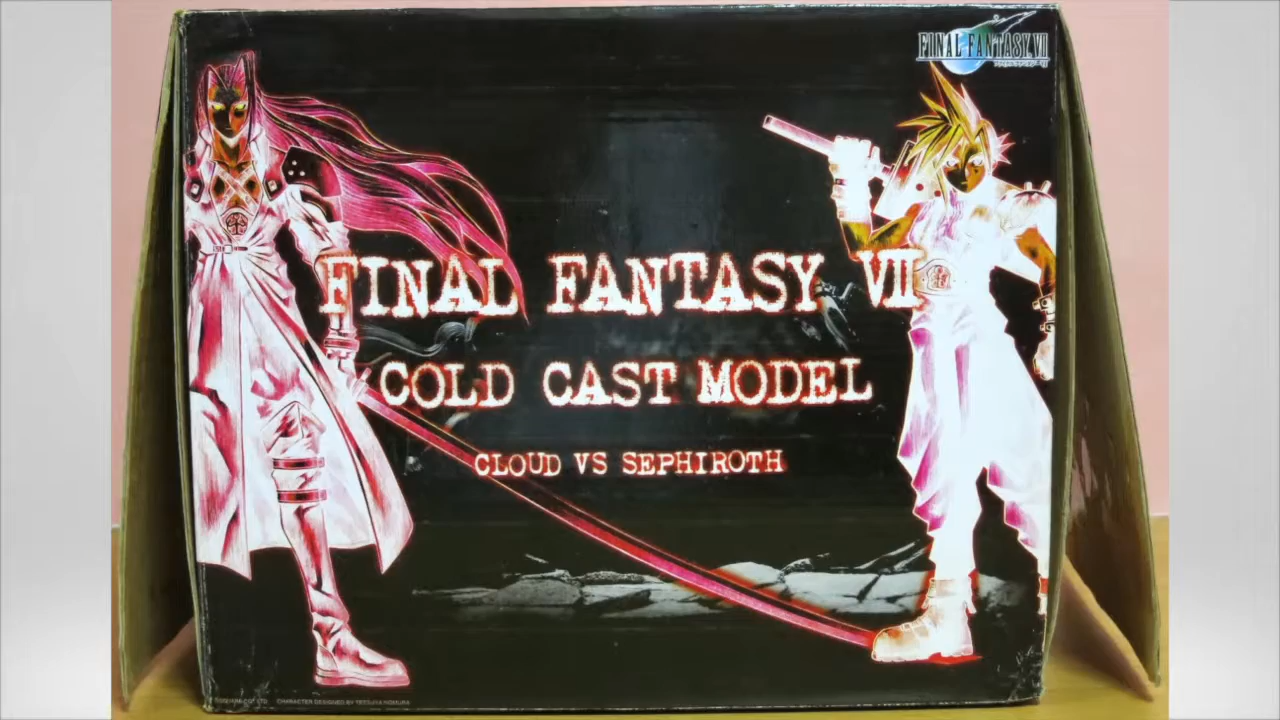 FINAL FANTASY VII
FINAL FANTASY VII
COLD CAST MODEL
CLOUD VS SEPHIROTH
CHARACTER DESIGNED BY TETSUYA NOMURA